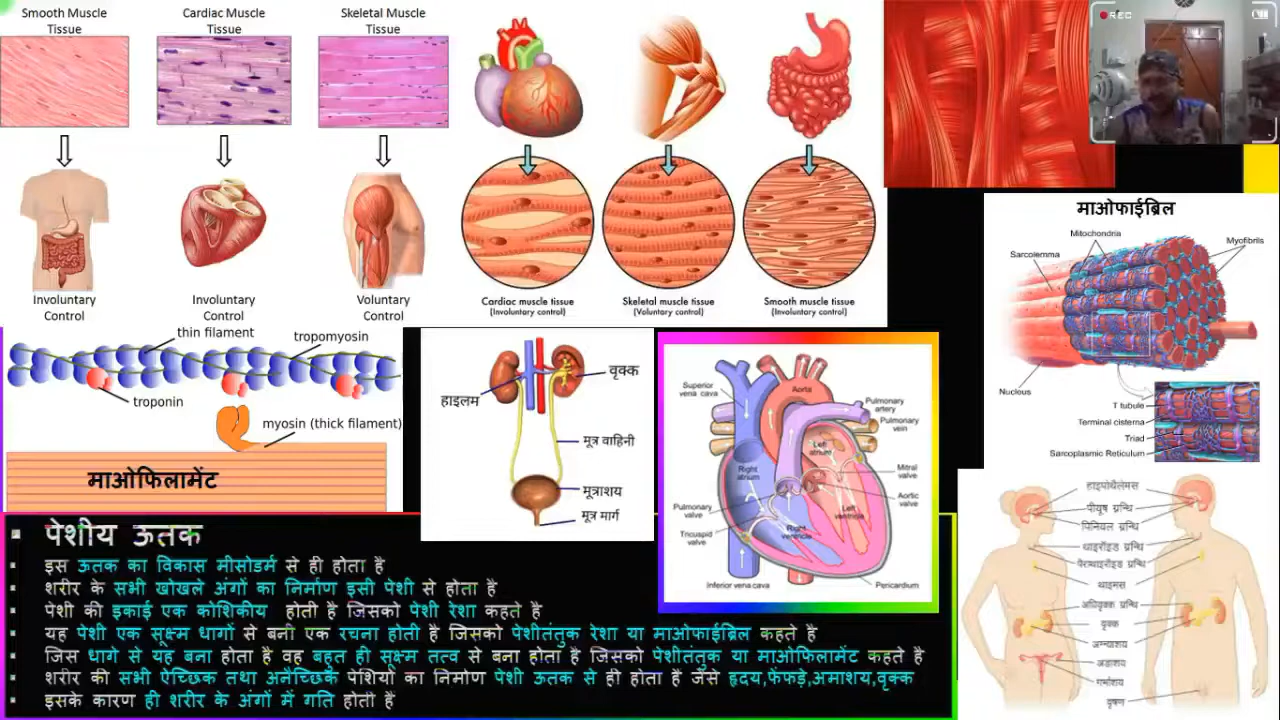 Smooth Muscle
Tissue
Cardiac Muscle
Tissue
Skeletal Muscle
Tissue
Involuntary
Control
Involuntary
Control
Voluntary
Control
Cardiac muscle tissue
(Involuntary control)
Skeletal muscle tissue
(Voluntary control)
Smooth muscle tissue
(Involuntary control)
REC
माओफाईब्रिल
Mitochondria
Sarcolemma
Myofibrils
Nucleus
T tubule
Terminal cisterna
Triad
Sarcoplasmic Reticulum
thin filament
tropomyosin
troponin
myosin (thick filament)
माओफिलामेंट
हाइलम
वृक्क
मूत्र वाहिनी
मूत्राशय
मूत्र मार्ग
Superior
vena cava
Aorta
Pulmonary
artery
Pulmonary
vein
Left
atrium
Right
atrium
Mitral
valve
Aortic
valve
Pulmonary
valve
Left
ventricle
Right
ventricle
Tricuspid
valve
Inferior vena cava
Pericardium
हाइपोथैलेमस
पीयूष ग्रन्थि
पिनियल ग्रन्थि
थाइरॉइड ग्रन्थि
पैराथाइरॉइड ग्रन्थि
थाइमस
अधिवृक्क ग्रन्थि
वृक्क
अग्न्याशय
अंडाशय
गर्भाशय
वृषण
पेशीय ऊतक
इस ऊतक का विकास मीसोडर्म से ही होता है
शरीर के सभी खोखले अंगों का निर्माण इसी पेशी से होता है
पेशी की इकाई एक कोशिकीय होती है जिसको पेशी रेशा कहते है
यह पेशी एक सूक्ष्म धागों से बनी एक रचना होती है जिसको पेशीतंतुक रेशा या माओफाईब्रिल कहते है
जिस धागे से यह बना होता है वह बहुत ही सूक्ष्म तत्व से बना होता है जिसको पेशीतंतुक या माओफिलामेंट कहते है
शरीर की सभी ऐच्छिक तथा अनैच्छिक पेशियों का निर्माण पेशी ऊतक से ही होता है जैसे हृदय,फेफड़े,अमाशय,वृक्क
इसके कारण ही शरीर के अंगों में गति होती है